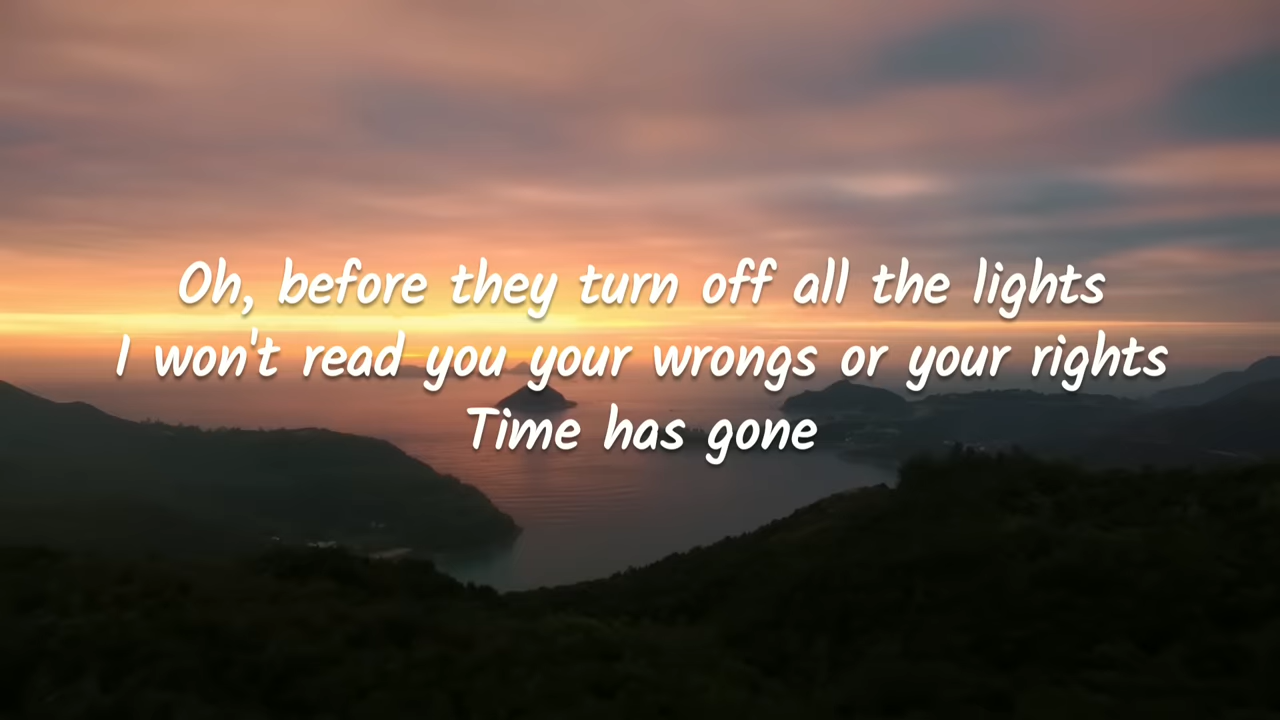 Oh, before they turn off all the lights
I won't read you your wrongs or your rights
Time has gone